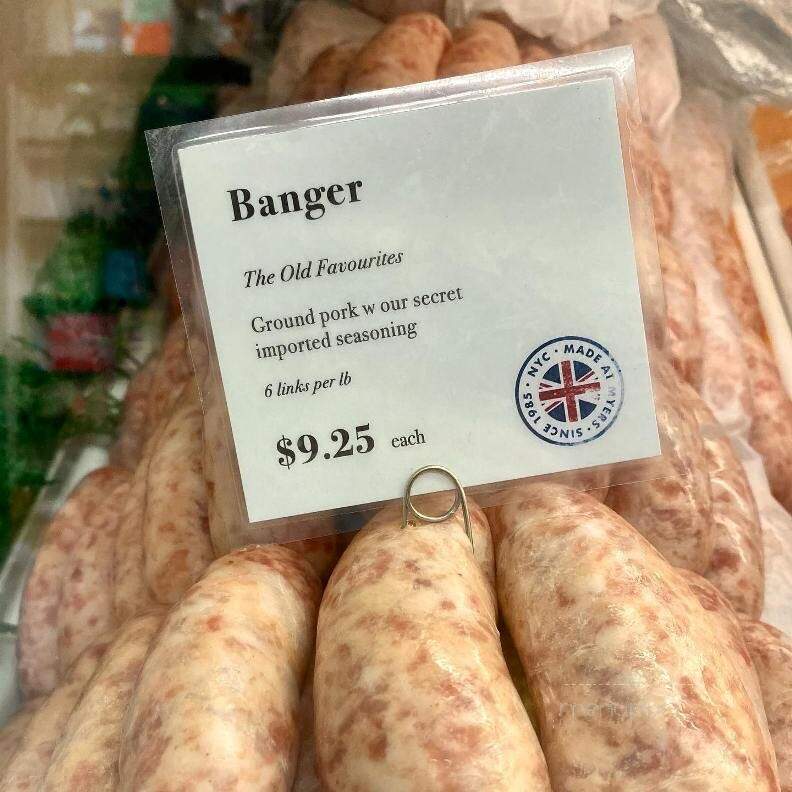 Banger
The Old Favourites
Ground pork w our secret
imported seasoning
6 links per lb
$9.25 each
NYC · MADE AT MYERS · SINCE 1985 ·